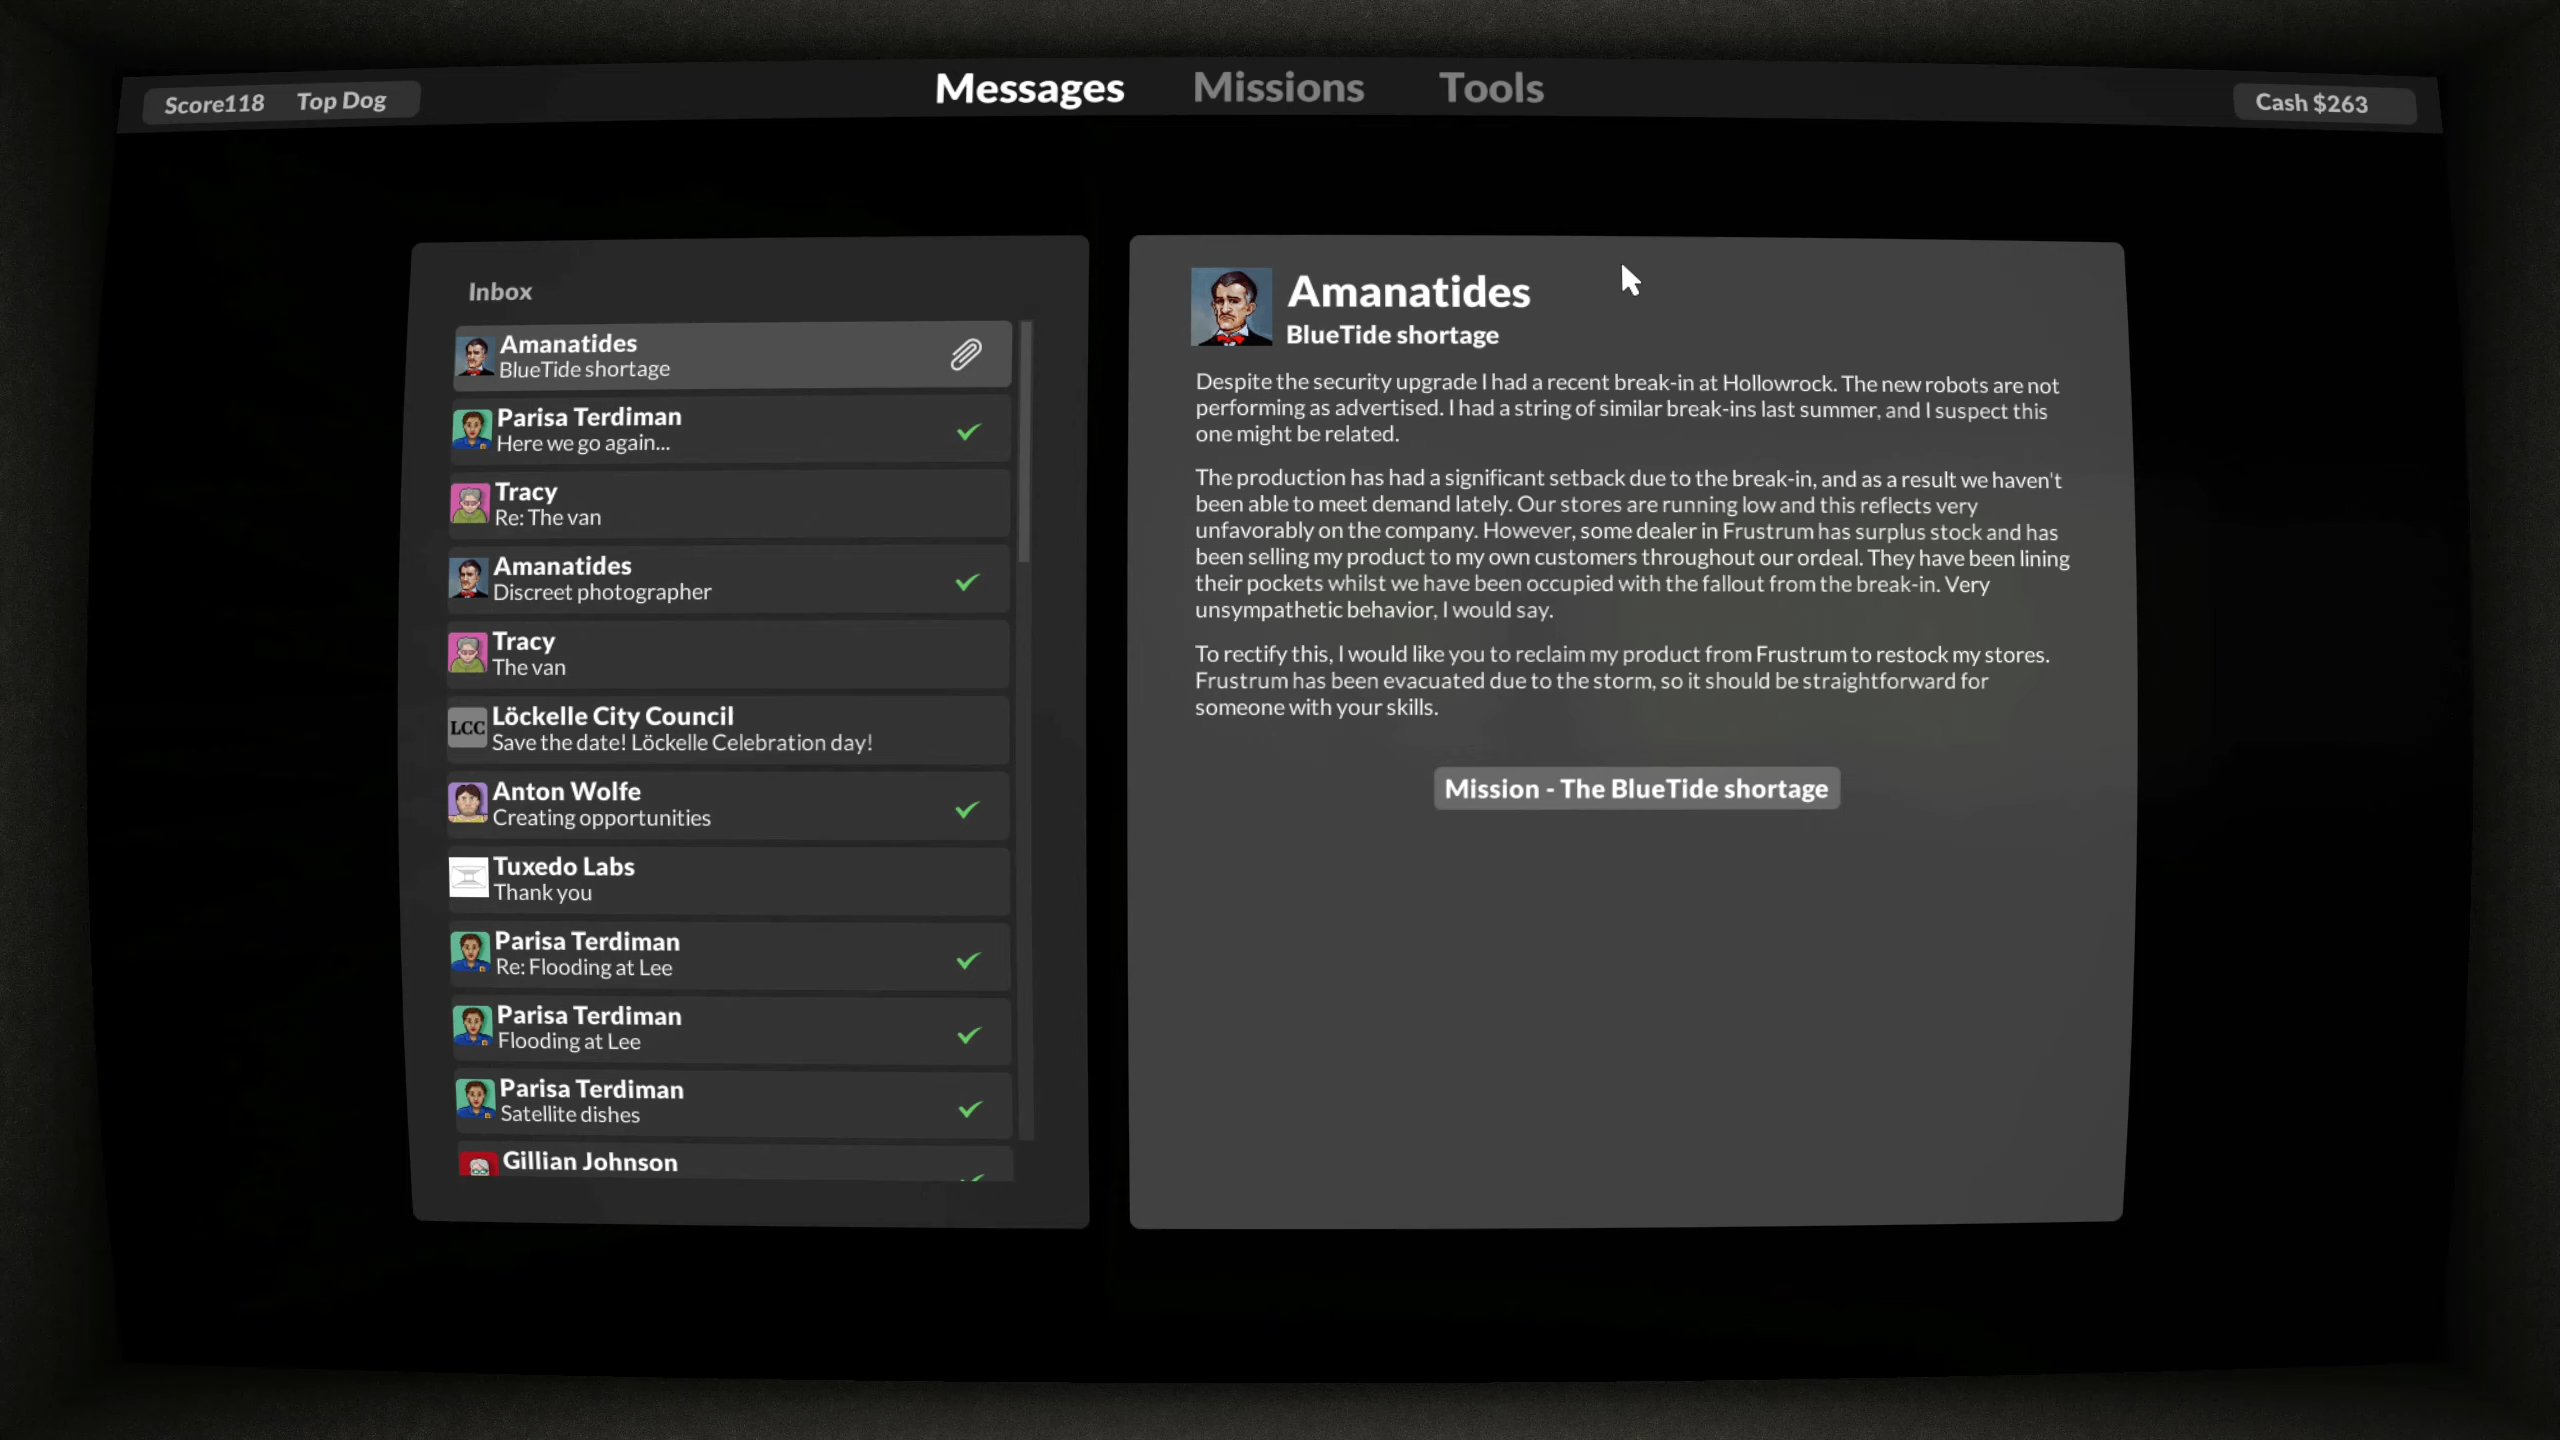 Score118 Top Dog
Messages Missions Tools
Cash $263
Inbox
Amanatides
BlueTide shortage
Parisa Terdiman
Here we go again...
Tracy
Re: The van
Amanatides
Discreet photographer
Tracy
The van
LCC
Löckelle City Council
Save the date! Löckelle Celebration day!
Anton Wolfe
Creating opportunities
Tuxedo Labs
Thank you
Parisa Terdiman
Re: Flooding at Lee
Parisa Terdiman
Flooding at Lee
Parisa Terdiman
Satellite dishes
Gillian Johnson
Amanatides
BlueTide shortage
Despite the security upgrade I had a recent break-in at Hollowrock. The new robots are not
performing as advertised. I had a string of similar break-ins last summer, and I suspect this
one might be related.
The production has had a significant setback due to the break-in, and as a result we haven't
been able to meet demand lately. Our stores are running low and this reflects very
unfavorably on the company. However, some dealer in Frustrum has surplus stock and has
been selling my product to my own customers throughout our ordeal. They have been lining
their pockets whilst we have been occupied with the fallout from the break-in. Very
unsympathetic behavior, I would say.
To rectify this, I would like you to reclaim my product from Frustrum to restock my stores.
Frustrum has been evacuated due to the storm, so it should be straightforward for
someone with your skills.
Mission - The BlueTide shortage